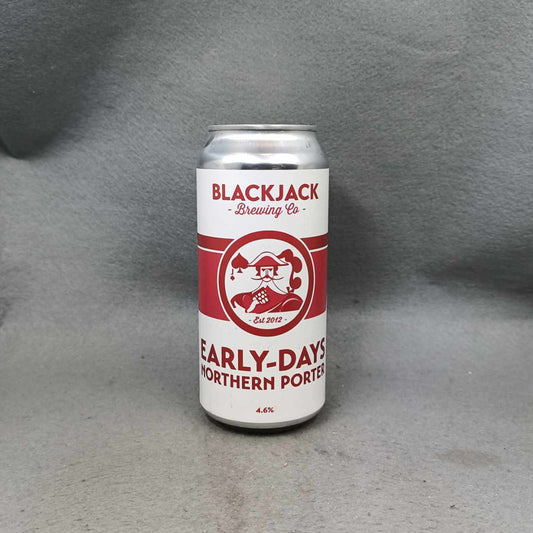 BLACKJACK
- Brewing Co -
- Est 2012 -
EARLY-DAYS
NORTHERN PORTER
4.6%